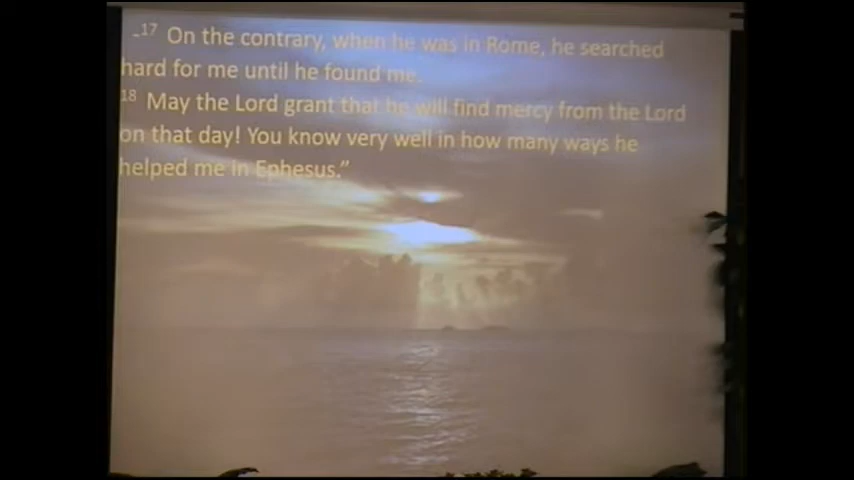 17 On the contrary, when he was in Rome, he searched
hard for me until he found me.
18 May the Lord grant that he will find mercy from the Lord
on that day! You know very well in how many ways he
helped me in Ephesus.”